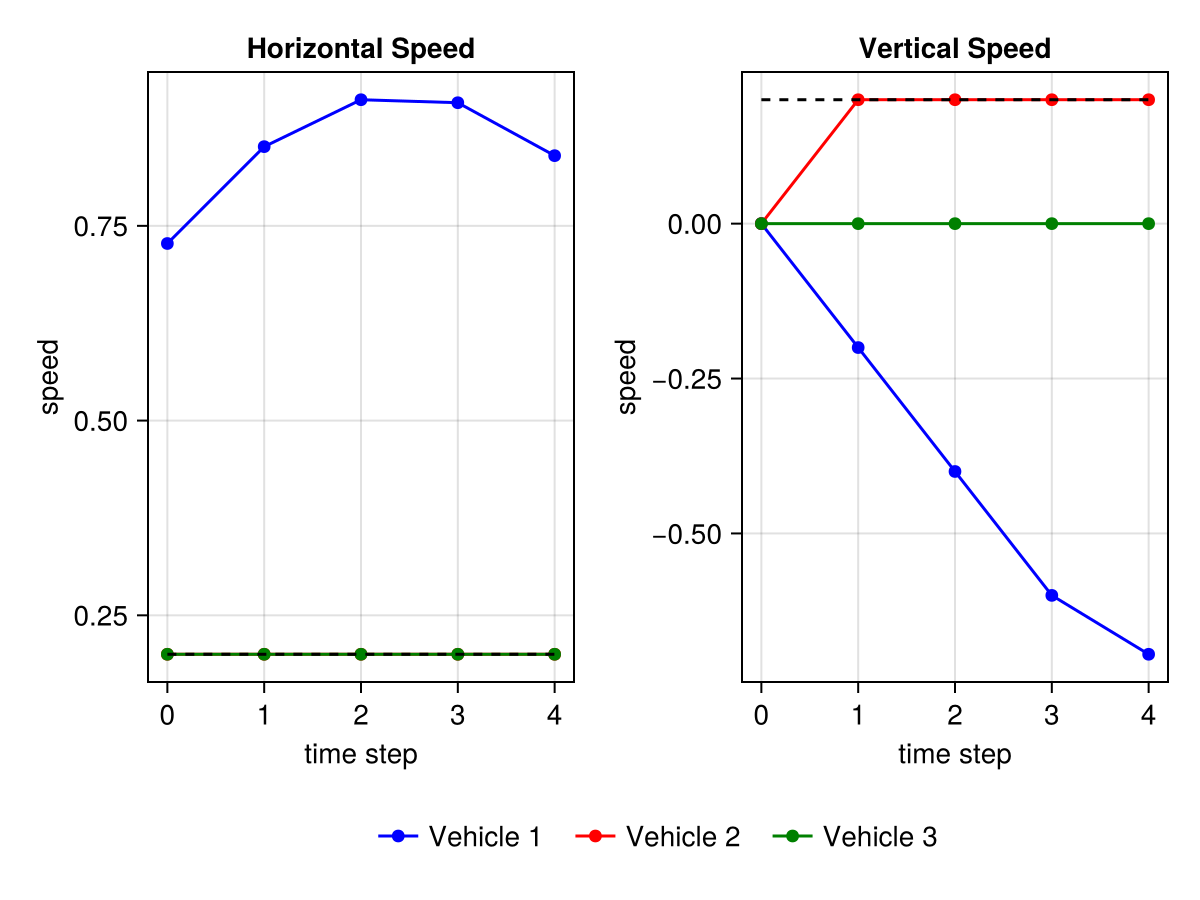 Horizontal Speed
speed
0.75
0.50
0.25
0 1 2 3 4
time step
Vertical Speed
speed
0.00
−0.25
−0.50
0 1 2 3 4
time step
Vehicle 1 Vehicle 2 Vehicle 3